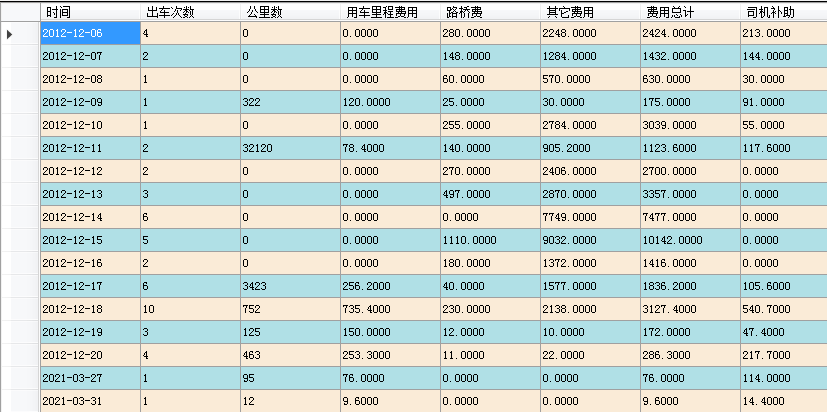 时间 出车次数 公里数 用车里程费用 路桥费 其它费用 费用总计 司机补助
2012-12-06 4 0 0.0000 280.0000 2248.0000 2424.0000 213.0000
2012-12-07 2 0 0.0000 148.0000 1284.0000 1432.0000 144.0000
2012-12-08 1 0 0.0000 60.0000 570.0000 630.0000 30.0000
2012-12-09 1 322 120.0000 25.0000 30.0000 175.0000 91.0000
2012-12-10 1 0 0.0000 255.0000 2784.0000 3039.0000 55.0000
2012-12-11 2 32120 78.4000 140.0000 905.2000 1123.6000 117.6000
2012-12-12 2 0 0.0000 270.0000 2406.0000 2700.0000 0.0000
2012-12-13 3 0 0.0000 497.0000 2870.0000 3357.0000 0.0000
2012-12-14 6 0 0.0000 0.0000 7749.0000 7477.0000 0.0000
2012-12-15 5 0 0.0000 1110.0000 9032.0000 10142.0000 0.0000
2012-12-16 2 0 0.0000 180.0000 1372.0000 1416.0000 0.0000
2012-12-17 6 3423 256.2000 40.0000 1577.0000 1836.2000 105.6000
2012-12-18 10 752 735.4000 230.0000 2138.0000 3127.4000 540.7000
2012-12-19 3 125 150.0000 12.0000 10.0000 172.0000 47.4000
2012-12-20 4 463 253.3000 11.0000 22.0000 286.3000 217.7000
2021-03-27 1 95 76.0000 0.0000 0.0000 76.0000 114.0000
2021-03-31 1 12 9.6000 0.0000 0.0000 9.6000 14.4000